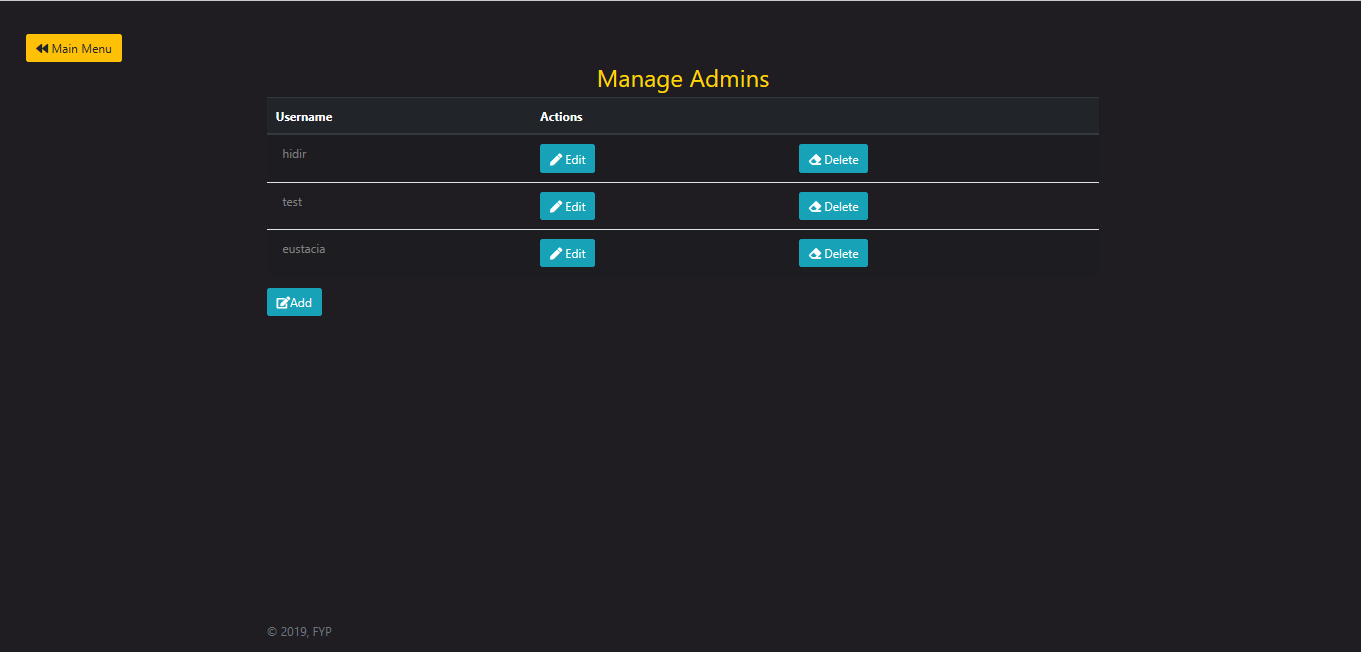 Main Menu
Manage Admins
Username Actions
hidir Edit Delete
test Edit Delete
eustacia Edit Delete
Add
© 2019, FYP